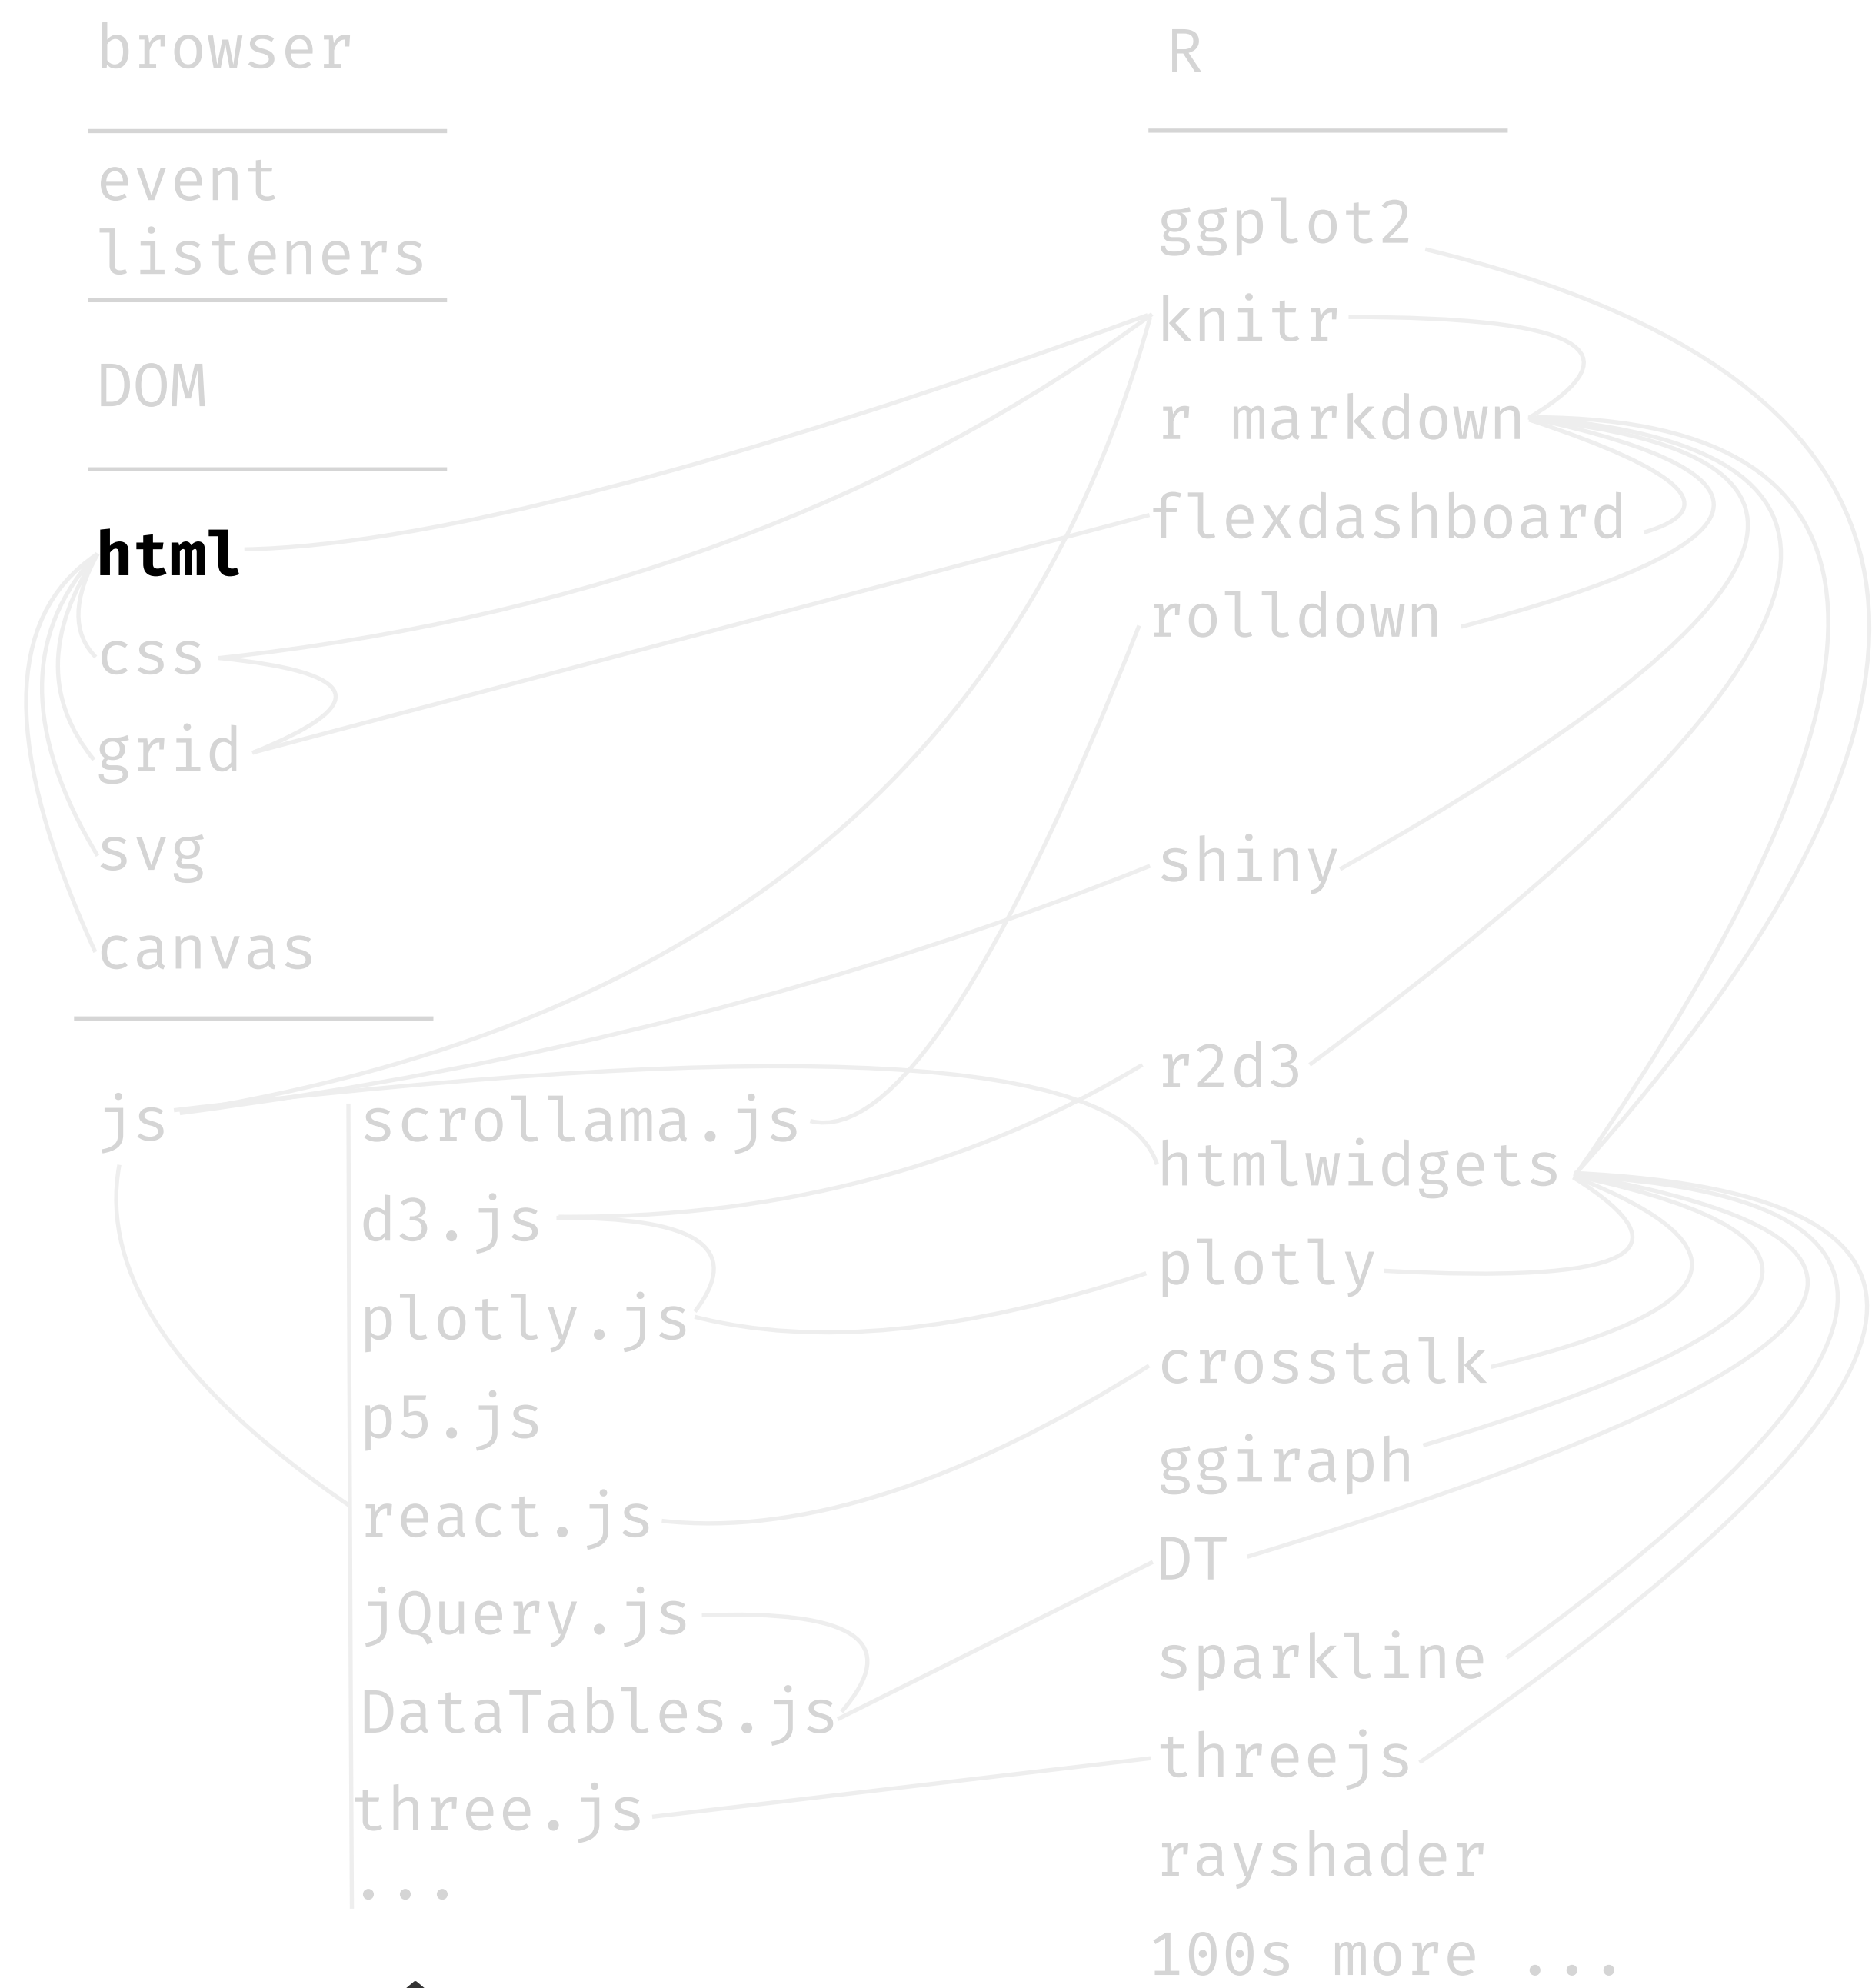 browser
event
listeners
DOM
html
css
grid
svg
canvas
js
scrollama.js
d3.js
plotly.js
p5.js
react.js
jQuery.js
DataTables.js
three.js
...
R
ggplot2
knitr
r markdown
flexdashboard
rolldown
shiny
r2d3
htmlwidgets
plotly
crosstalk
ggiraph
DT
sparkline
threejs
rayshader
100s more ...